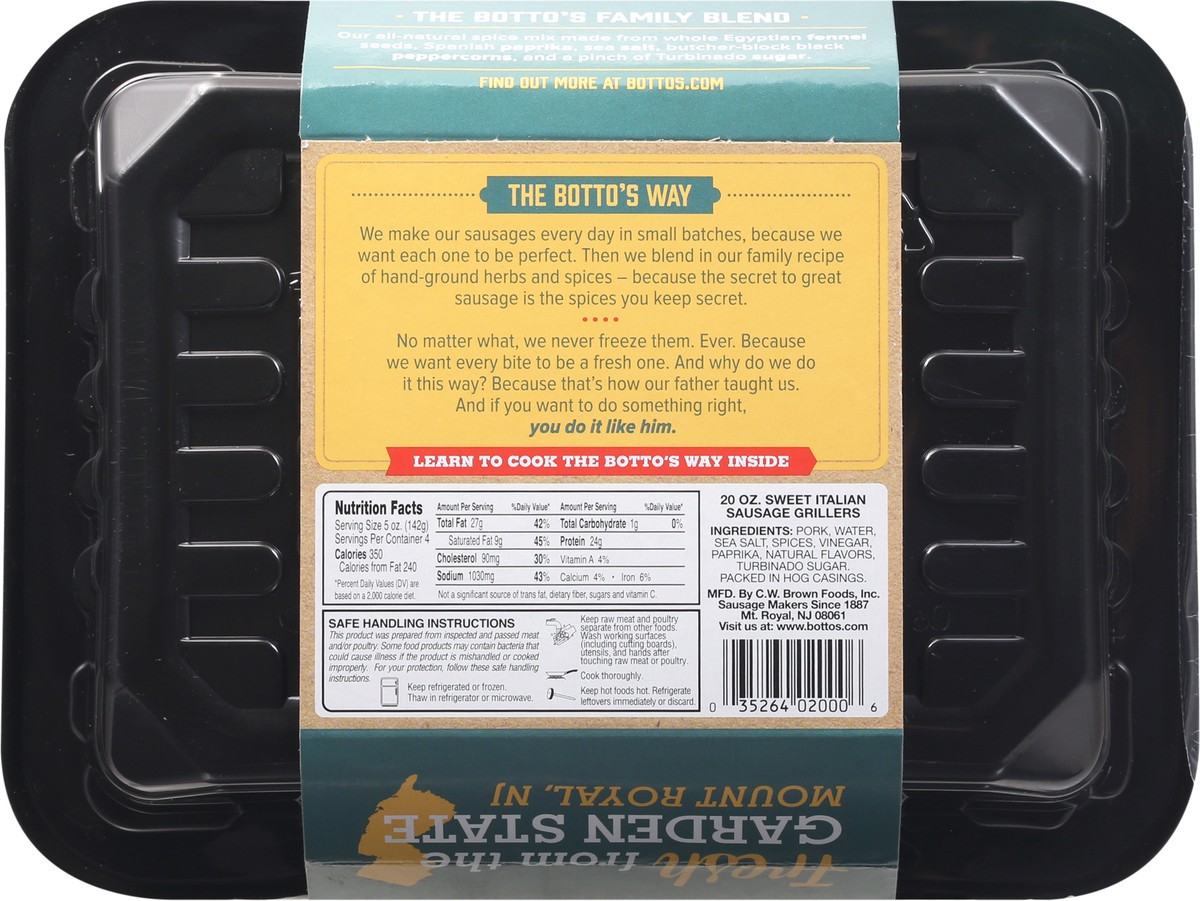 - THE BOTTO'S FAMILY BLEND -
Our all-natural spice mix made from whole Egyptian fennel
seeds, Spanish paprika, sea salt, butcher-block black
peppercorns, and a pinch of Turbinado sugar.
FIND OUT MORE AT BOTTOS.COM
THE BOTTO'S WAY
We make our sausages every day in small batches, because we
want each one to be perfect. Then we blend in our family recipe
of hand-ground herbs and spices – because the secret to great
sausage is the spices you keep secret.
No matter what, we never freeze them. Ever. Because
we want every bite to be a fresh one. And why do we do
it this way? Because that's how our father taught us.
And if you want to do something right,
you do it like him.
LEARN TO COOK THE BOTTO'S WAY INSIDE
Nutrition Facts
Serving Size 5 oz. (142g)
Servings Per Container 4
Calories 350
Calories from Fat 240
*Percent Daily Values (DV) are
based on a 2,000 calorie diet.
Amount Per Serving %Daily Value* Amount Per Serving %Daily Value*
Total Fat 27g 42% Total Carbohydrate 1g 0%
Saturated Fat 9g 45% Protein 24g
Cholesterol 90mg 30% Vitamin A 4%
Sodium 1030mg 43% Calcium 4% • Iron 6%
Not a significant source of trans fat, dietary fiber, sugars and vitamin C.
SAFE HANDLING INSTRUCTIONS
This product was prepared from inspected and passed meat
and/or poultry. Some food products may contain bacteria that
could cause illness if the product is mishandled or cooked
improperly. For your protection, follow these safe handling
instructions.
Keep refrigerated or frozen.
Thaw in refrigerator or microwave.
Keep raw meat and poultry
separate from other foods.
Wash working surfaces
(including cutting boards),
utensils, and hands after
touching raw meat or poultry.
Cook thoroughly.
Keep hot foods hot. Refrigerate
leftovers immediately or discard.
20 OZ. SWEET ITALIAN
SAUSAGE GRILLERS
INGREDIENTS: PORK, WATER,
SEA SALT, SPICES, VINEGAR,
PAPRIKA, NATURAL FLAVORS,
TURBINADO SUGAR.
PACKED IN HOG CASINGS.
MFD. By C.W. Brown Foods, Inc.
Sausage Makers Since 1887
Mt. Royal, NJ 08061
Visit us at: www.bottos.com
0 35264 02000 6
fresh from the
GARDEN STATE
MOUNT ROYAL, NJ